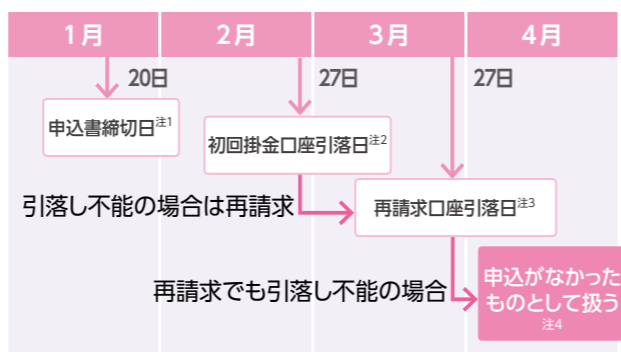 1月 2月 3月 4月
20日 27日 27日
申込書締切日注1
初回掛金口座引落日注2
引落し不能の場合は再請求
再請求口座引落日注3
再請求でも引落し不能の場合
申込がなかった
ものとして扱う
注4